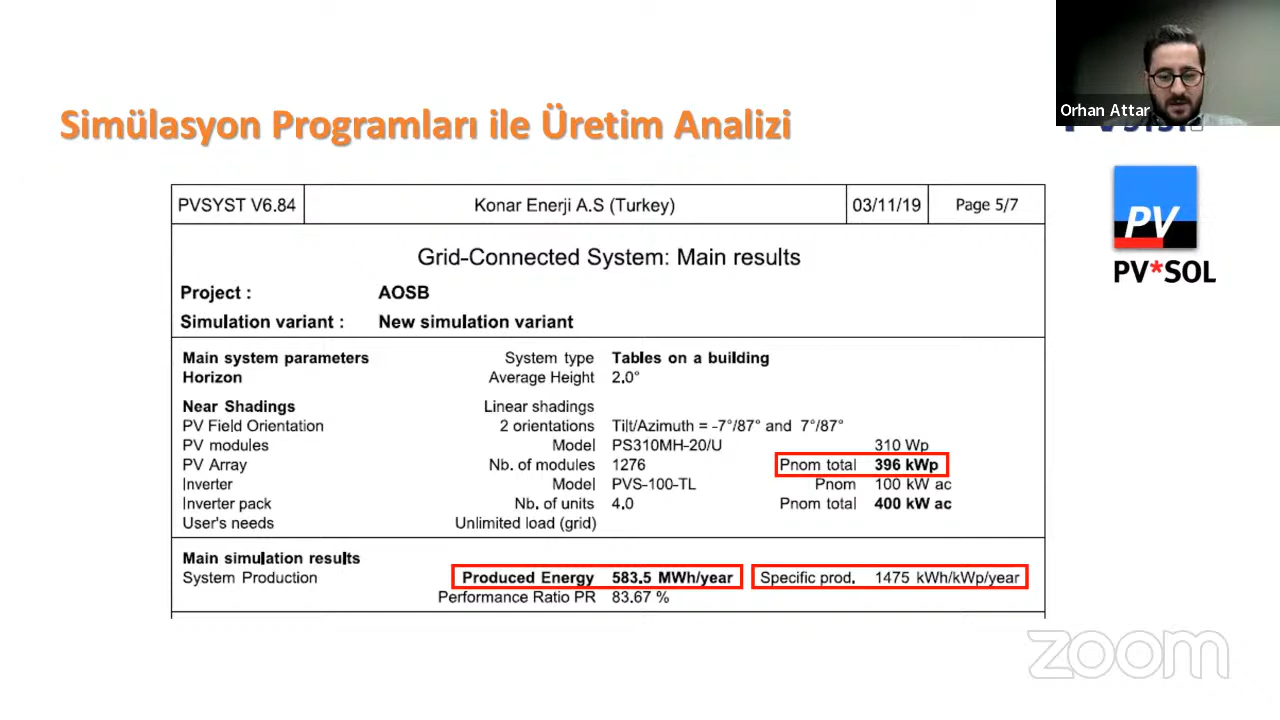 Orhan Attar
Simülasyon Programları ile Üretim Analizi
PV
PV*SOL
PVSYST V6.84 Konar Enerji A.S (Turkey) 03/11/19 Page 5/7
Grid-Connected System: Main results
Project : AOSB
Simulation variant : New simulation variant
Main system parameters System type Tables on a building
Horizon Average Height 2.0°
Near Shadings Linear shadings
PV Field Orientation 2 orientations Tilt/Azimuth = -7°/87° and 7°/87°
PV modules Model PS310MH-20/U 310 Wp
PV Array Nb. of modules 1276 Pnom total 396 kWp
Inverter Model PVS-100-TL Pnom 100 kW ac
Inverter pack Nb. of units 4.0 Pnom total 400 kW ac
User's needs Unlimited load (grid)
Main simulation results
System Production Produced Energy 583.5 MWh/year Specific prod. 1475 kWh/kWp/year
Performance Ratio PR 83.67 %
zoom